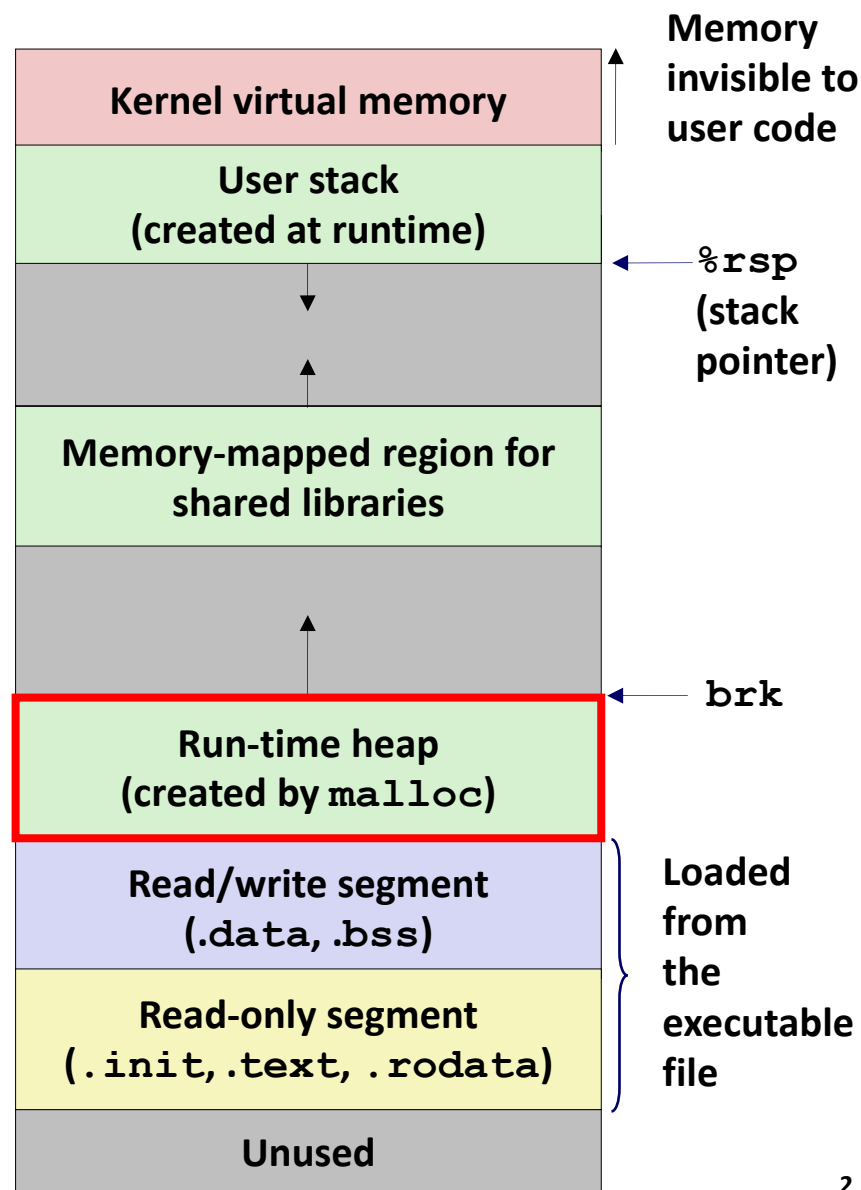 Memory
invisible to
user code
Kernel virtual memory
User stack
(created at runtime)
%rsp
(stack
pointer)
Memory-mapped region for
shared libraries
brk
Run-time heap
(created by malloc)
Read/write segment
(.data, .bss)
Loaded
from
the
executable
file
Read-only segment
(.init, .text, .rodata)
Unused
2